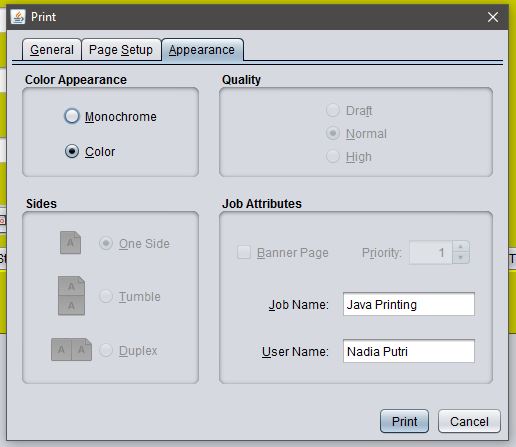 Print
General Page Setup Appearance
Color Appearance
Monochrome
Color
Quality
Draft
Normal
High
Sides
A One Side
A A Tumble
A A Duplex
Job Attributes
Banner Page Priority: 1
Job Name: Java Printing
User Name: Nadia Putri
Print Cancel